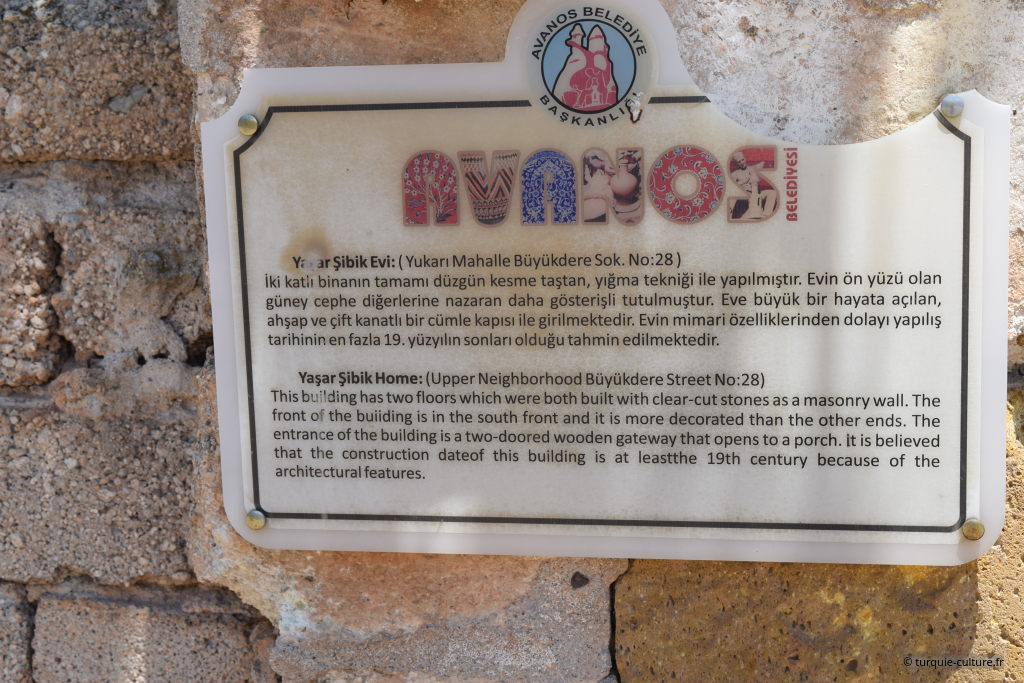 AVANOS BELEDİYE
BAŞKANLIĞI
AVANOS
BELEDİYESİ
Yaşar Şibik Evi: ( Yukarı Mahalle Büyükdere Sok. No:28 )
İki katlı binanın tamamı düzgün kesme taştan, yığma tekniği ile yapılmıştır. Evin ön yüzü olan
güney cephe diğerlerine nazaran daha gösterişli tutulmuştur. Eve büyük bir hayata açılan,
ahşap ve çift kanatlı bir cümle kapısı ile girilmektedir. Evin mimari özelliklerinden dolayı yapılış
tarihinin en fazla 19. yüzyılın sonları olduğu tahmin edilmektedir.
Yaşar Şibik Home: (Upper Neighborhood Büyükdere Street No:28)
This building has two floors which were both built with clear-cut stones as a masonry wall. The
front of the buiiding is in the south front and it is more decorated than the other ends. The
entrance of the building is a two-doored wooden gateway that opens to a porch. it is believed
that the construction dateof this building is at leastthe 19th century because of the
architectural features.
© turquie-culture.fr